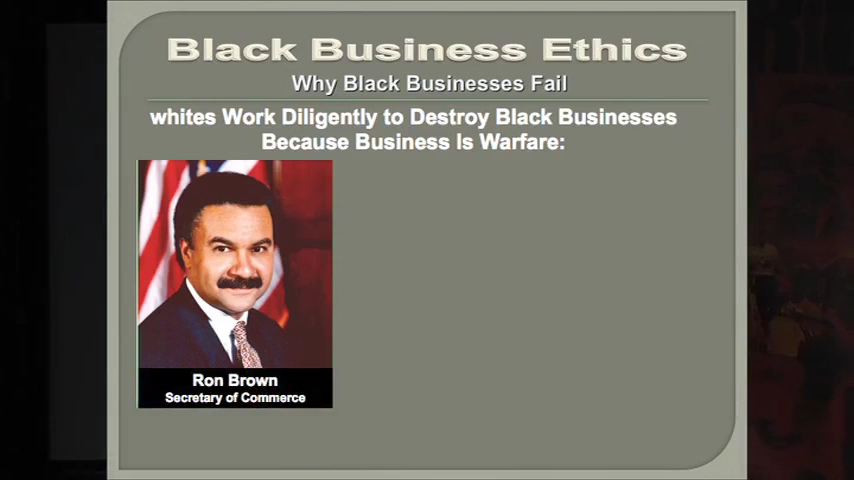 Black Business Ethics
Why Black Businesses Fail
whites Work Diligently to Destroy Black Businesses
Because Business Is Warfare:
Ron Brown
Secretary of Commerce